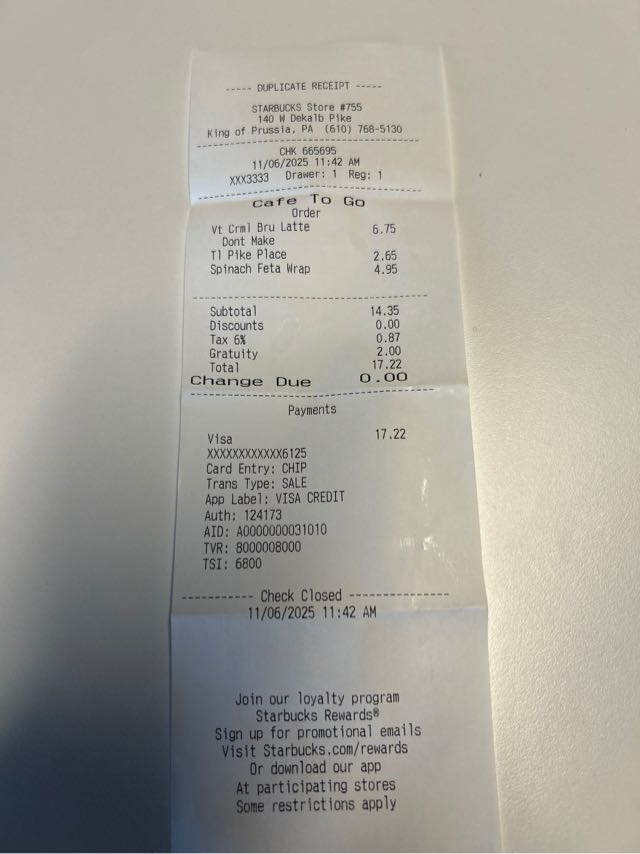 ----- DUPLICATE RECEIPT -----
STARBUCKS Store #755
140 W Dekalb Pike
King of Prussia, PA (610) 768-5130
CHK 665695
11/06/2025 11:42 AM
XXX3333 Drawer: 1 Reg: 1
Cafe To Go
Order
Vt Crml Bru Latte 6.75
Dont Make
Tl Pike Place 2.65
Spinach Feta Wrap 4.95
Subtotal 14.35
Discounts 0.00
Tax 6% 0.87
Gratuity 2.00
Total 17.22
Change Due 0.00
Payments
Visa 17.22
XXXXXXXXXXXX6125
Card Entry: CHIP
Trans Type: SALE
App Label: VISA CREDIT
Auth: 124173
AID: A0000000031010
TVR: 8000008000
TSI: 6800
----------- Check Closed ---------------
11/06/2025 11:42 AM
Join our loyalty program
Starbucks Rewards®
Sign up for promotional emails
Visit Starbucks.com/rewards
Or download our app
At participating stores
Some restrictions apply